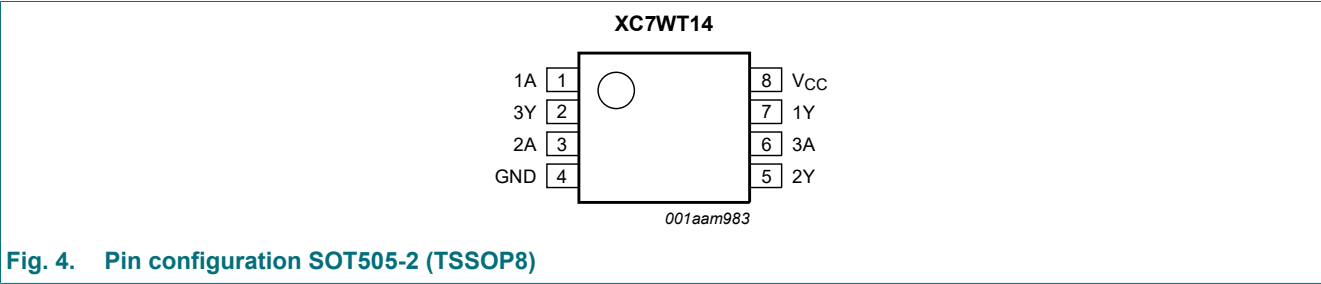 XC7WT14
1A 1 8 VCC
3Y 2 7 1Y
2A 3 6 3A
GND 4 5 2Y
001aam983
Fig. 4. Pin configuration SOT505-2 (TSSOP8)